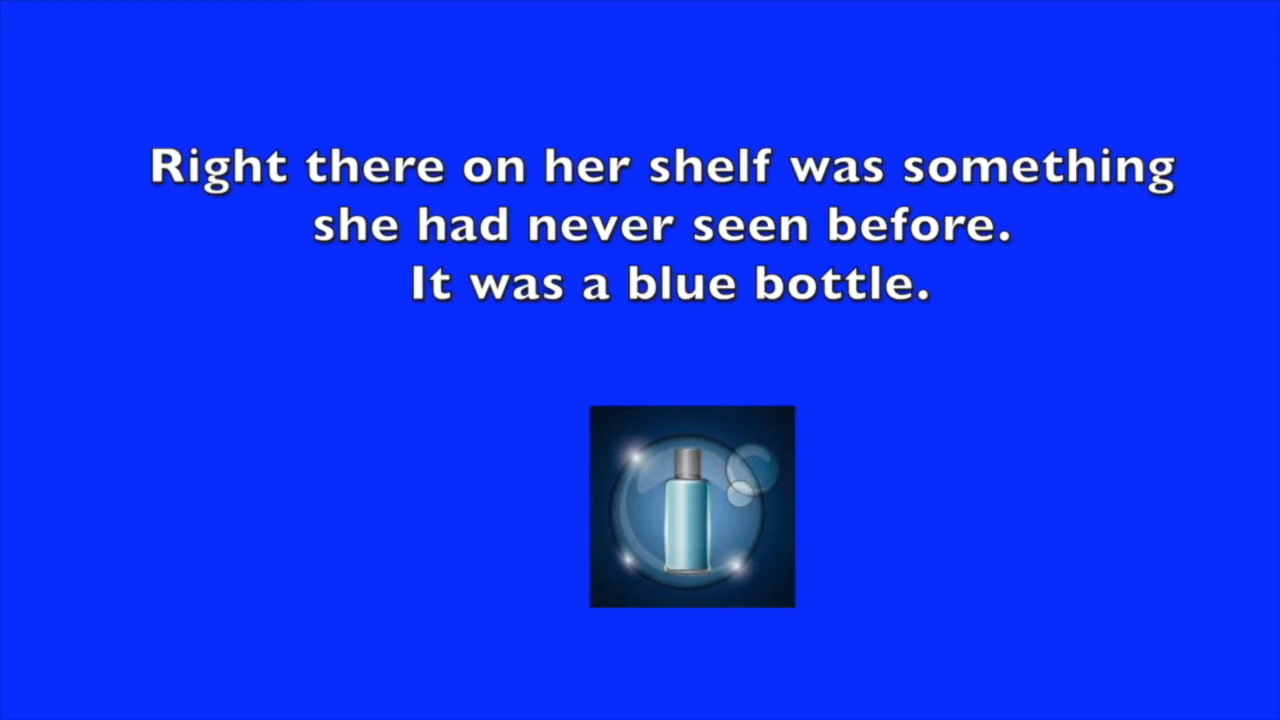 Right there on her shelf was something
she had never seen before.
It was a blue bottle.